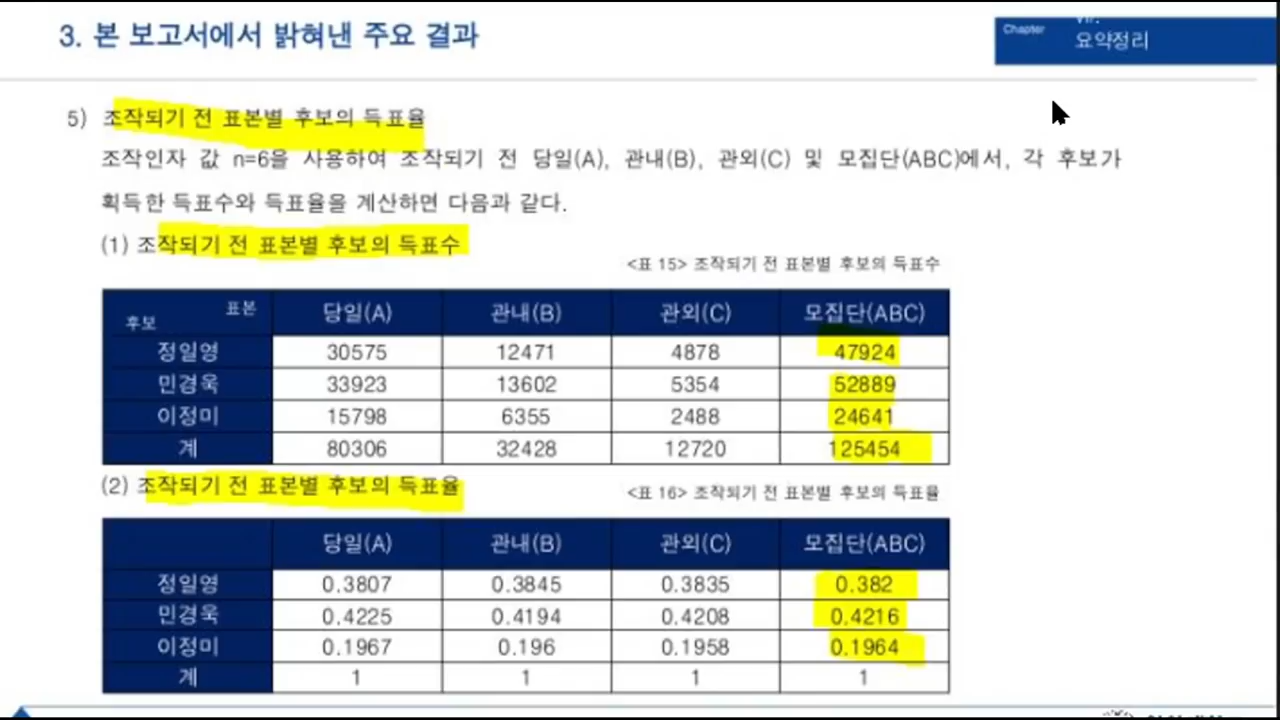 3. 본 보고서에서 밝혀낸 주요 결과
Chapter
요약정리
5) 조작되기 전 표본별 후보의 득표율
조작인자 값 n=6을 사용하여 조작되기 전 당일(A), 관내(B), 관외(C) 및 모집단(ABC)에서, 각 후보가
획득한 득표수와 득표율을 계산하면 다음과 같다.
(1) 조작되기 전 표본별 후보의 득표수
<표 15> 조작되기 전 표본별 후보의 득표수
후보 표본 당일(A) 관내(B) 관외(C) 모집단(ABC)
정일영 30575 12471 4878 47924
민경욱 33923 13602 5354 52889
이정미 15798 6355 2488 24641
계 80306 32428 12720 125454
(2) 조작되기 전 표본별 후보의 득표율
<표 16> 조작되기 전 표본별 후보의 득표율
당일(A) 관내(B) 관외(C) 모집단(ABC)
정일영 0.3807 0.3845 0.3835 0.382
민경욱 0.4225 0.4194 0.4208 0.4216
이정미 0.1967 0.196 0.1958 0.1964
계 1 1 1 1